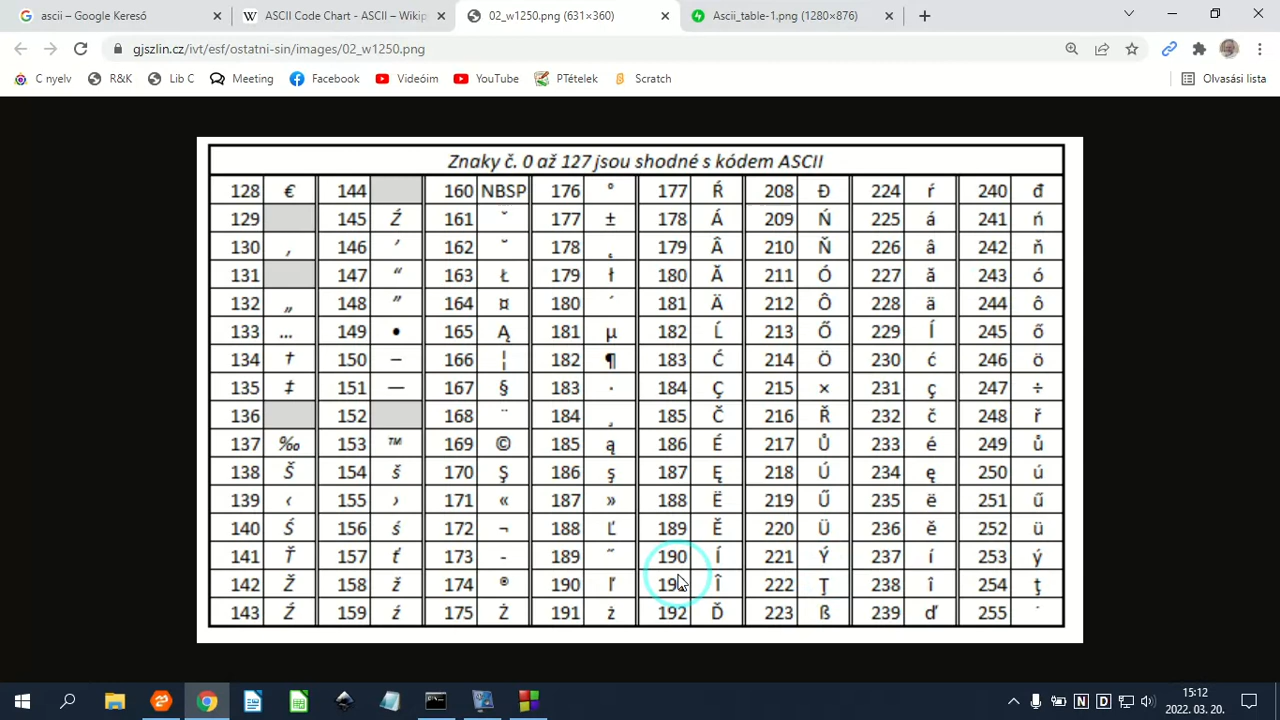 ascii – Google Kereső
ASCII Code Chart - ASCII – Wikip
02_w1250.png (631×360)
Ascii_table-1.png (1280×876)
gjszlin.cz/ivt/esf/ostatni-sin/images/02_w1250.png
C nyelv R&K Lib C Meeting Facebook Videóim YouTube PTételek Scratch Olvasási lista
Znaky č. 0 až 127 jsou shodné s kódem ASCII
128 € 144 160 NBSP 176 ° 177 Ŕ 208 Đ 224 ŕ 240 đ
129 145 Ź 161 ˇ 177 ± 178 Á 209 Ń 225 á 241 ń
130 ‚ 146 ’ 162 ˘ 178 ˛ 179 Â 210 Ň 226 â 242 ň
131 147 “ 163 Ł 179 ł 180 Ă 211 Ó 227 ă 243 ó
132 „ 148 ” 164 ¤ 180 ´ 181 Ä 212 Ô 228 ä 244 ô
133 … 149 • 165 Ą 181 µ 182 Ĺ 213 Ő 229 ĺ 245 ő
134 † 150 – 166 ¦ 182 ¶ 183 Ć 214 Ö 230 ć 246 ö
135 ‡ 151 — 167 § 183 · 184 Ç 215 × 231 ç 247 ÷
136 152 168 ¨ 184 ¸ 185 Č 216 Ř 232 č 248 ř
137 ‰ 153 ™ 169 © 185 ą 186 É 217 Ů 233 é 249 ů
138 Š 154 š 170 Ş 186 ş 187 Ę 218 Ú 234 ę 250 ú
139 ‹ 155 › 171 « 187 » 188 Ë 219 Ű 235 ë 251 ű
140 Ś 156 ś 172 ¬ 188 Ľ 189 Ě 220 Ü 236 ě 252 ü
141 Ť 157 ť 173 - 189 ˝ 190 Í 221 Ý 237 í 253 ý
142 Ž 158 ž 174 ® 190 ľ 191 Î 222 Ţ 238 î 254 ţ
143 Ź 159 ź 175 Ż 191 ż 192 Ď 223 ß 239 ď 255 ˙
15:12
2022. 03. 20.